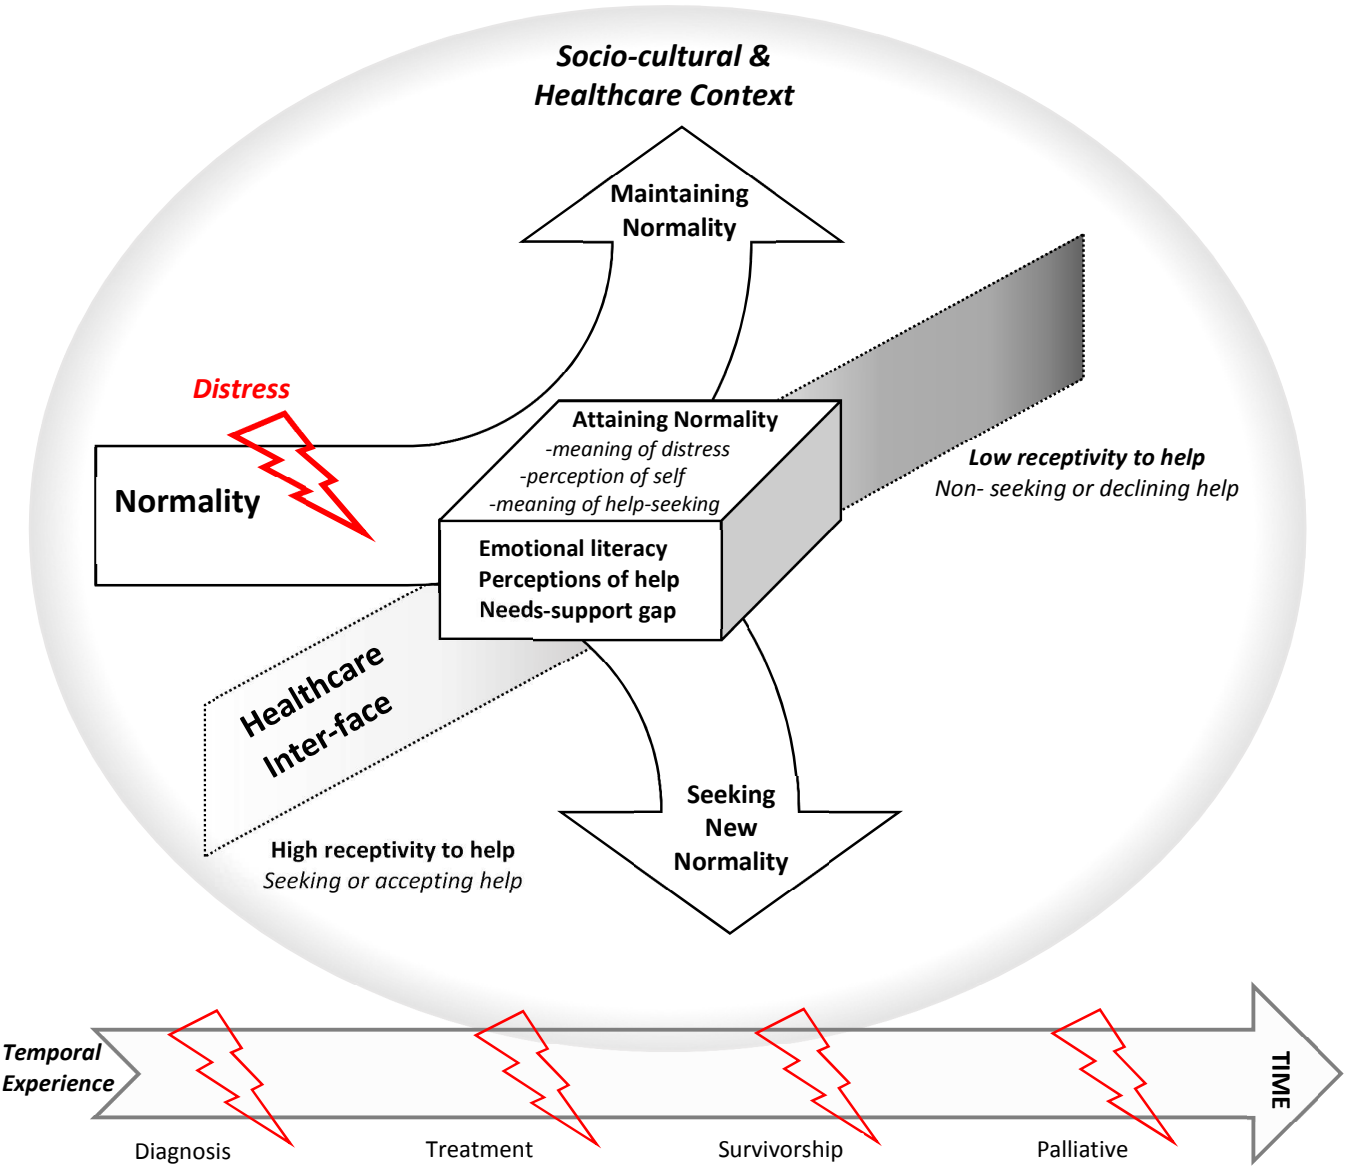 Socio-cultural &
Healthcare Context
Maintaining
Normality
Distress
Normality
Attaining Normality
-meaning of distress
-perception of self
-meaning of help-seeking
Emotional literacy
Perceptions of help
Needs-support gap
Low receptivity to help
Non- seeking or declining help
Healthcare
Inter-face
High receptivity to help
Seeking or accepting help
Seeking
New
Normality
Temporal
Experience
TIME
Diagnosis
Treatment
Survivorship
Palliative